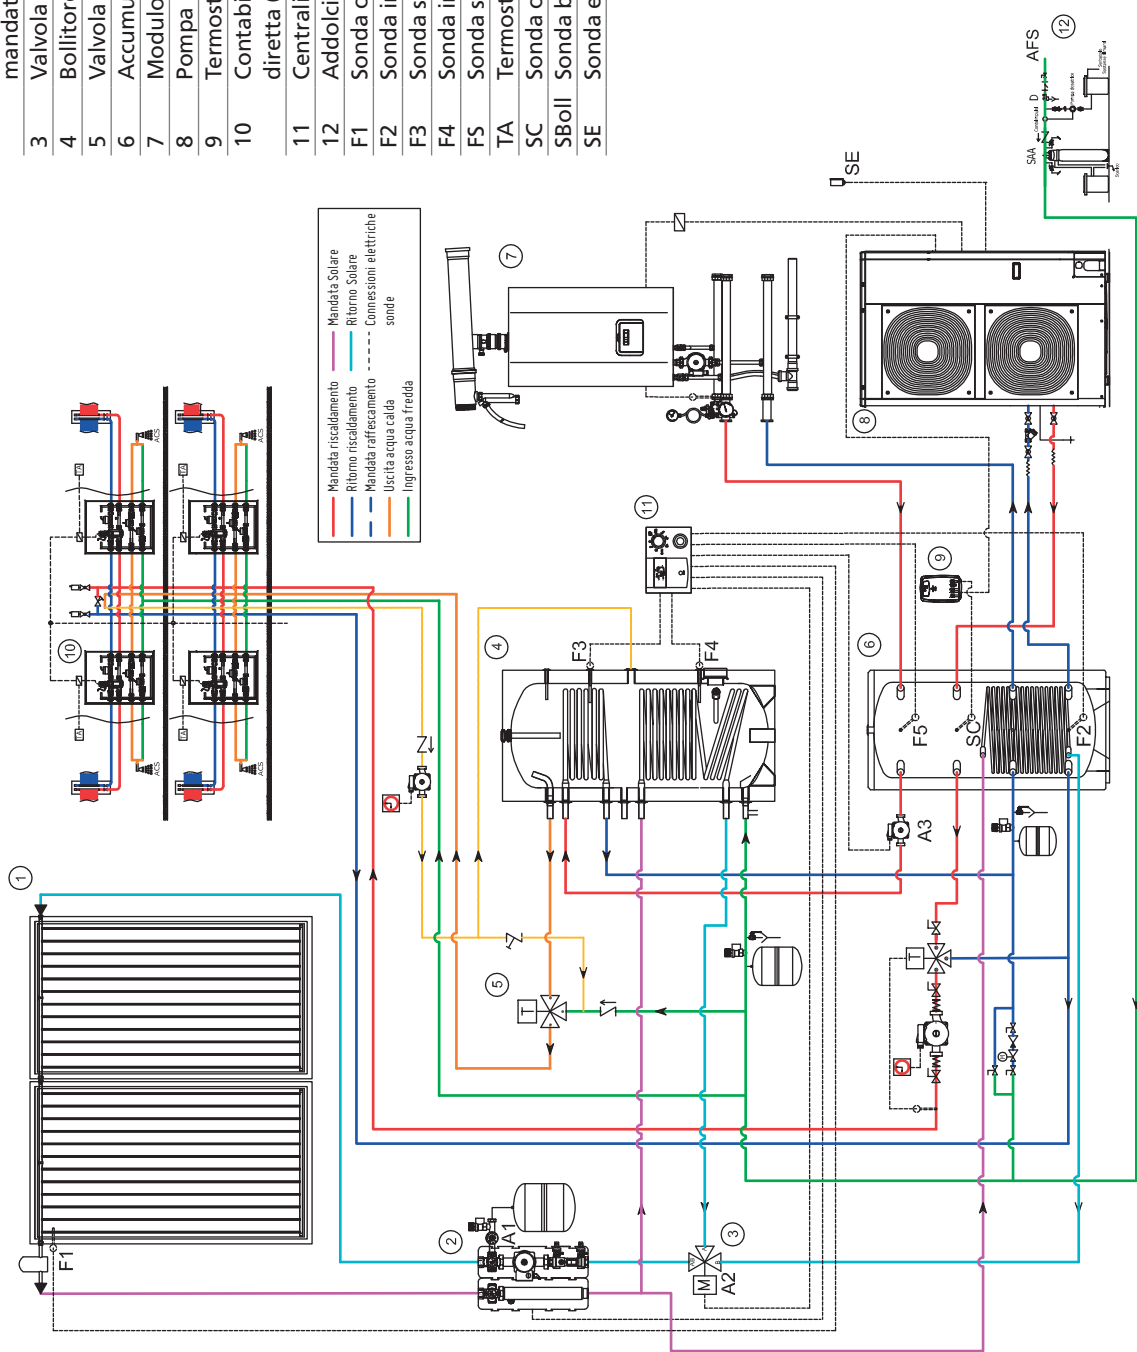 mandat
3 Valvola
4 Bollitor
5 Valvola
6 Accumu
7 Modulo
8 Pompa
9 Termost
10 Contabi
diretta
11 Centrali
12 Addolci
F1 Sonda c
F2 Sonda in
F3 Sonda s
F4 Sonda in
FS Sonda s
TA Termost
SC Sonda c
SBoll Sonda b
SE Sonda e
Mandata riscaldamento
Ritorno riscaldamento
Mandata raffescamento
Uscita acqua calda
Ingresso acqua fredda
Mandata Solare
Ritorno Solare
Connessioni elettriche
sonde
1
2
3
4
5
6
7
8
9
10
11
12
F1
A1
A2
M
AB
A
B
T
F3
F4
F5
SC
F2
A3
T
M
SE
AFS
SAA
D
TA
TA
TA
TA
ACS
ACS
ACS
ACS